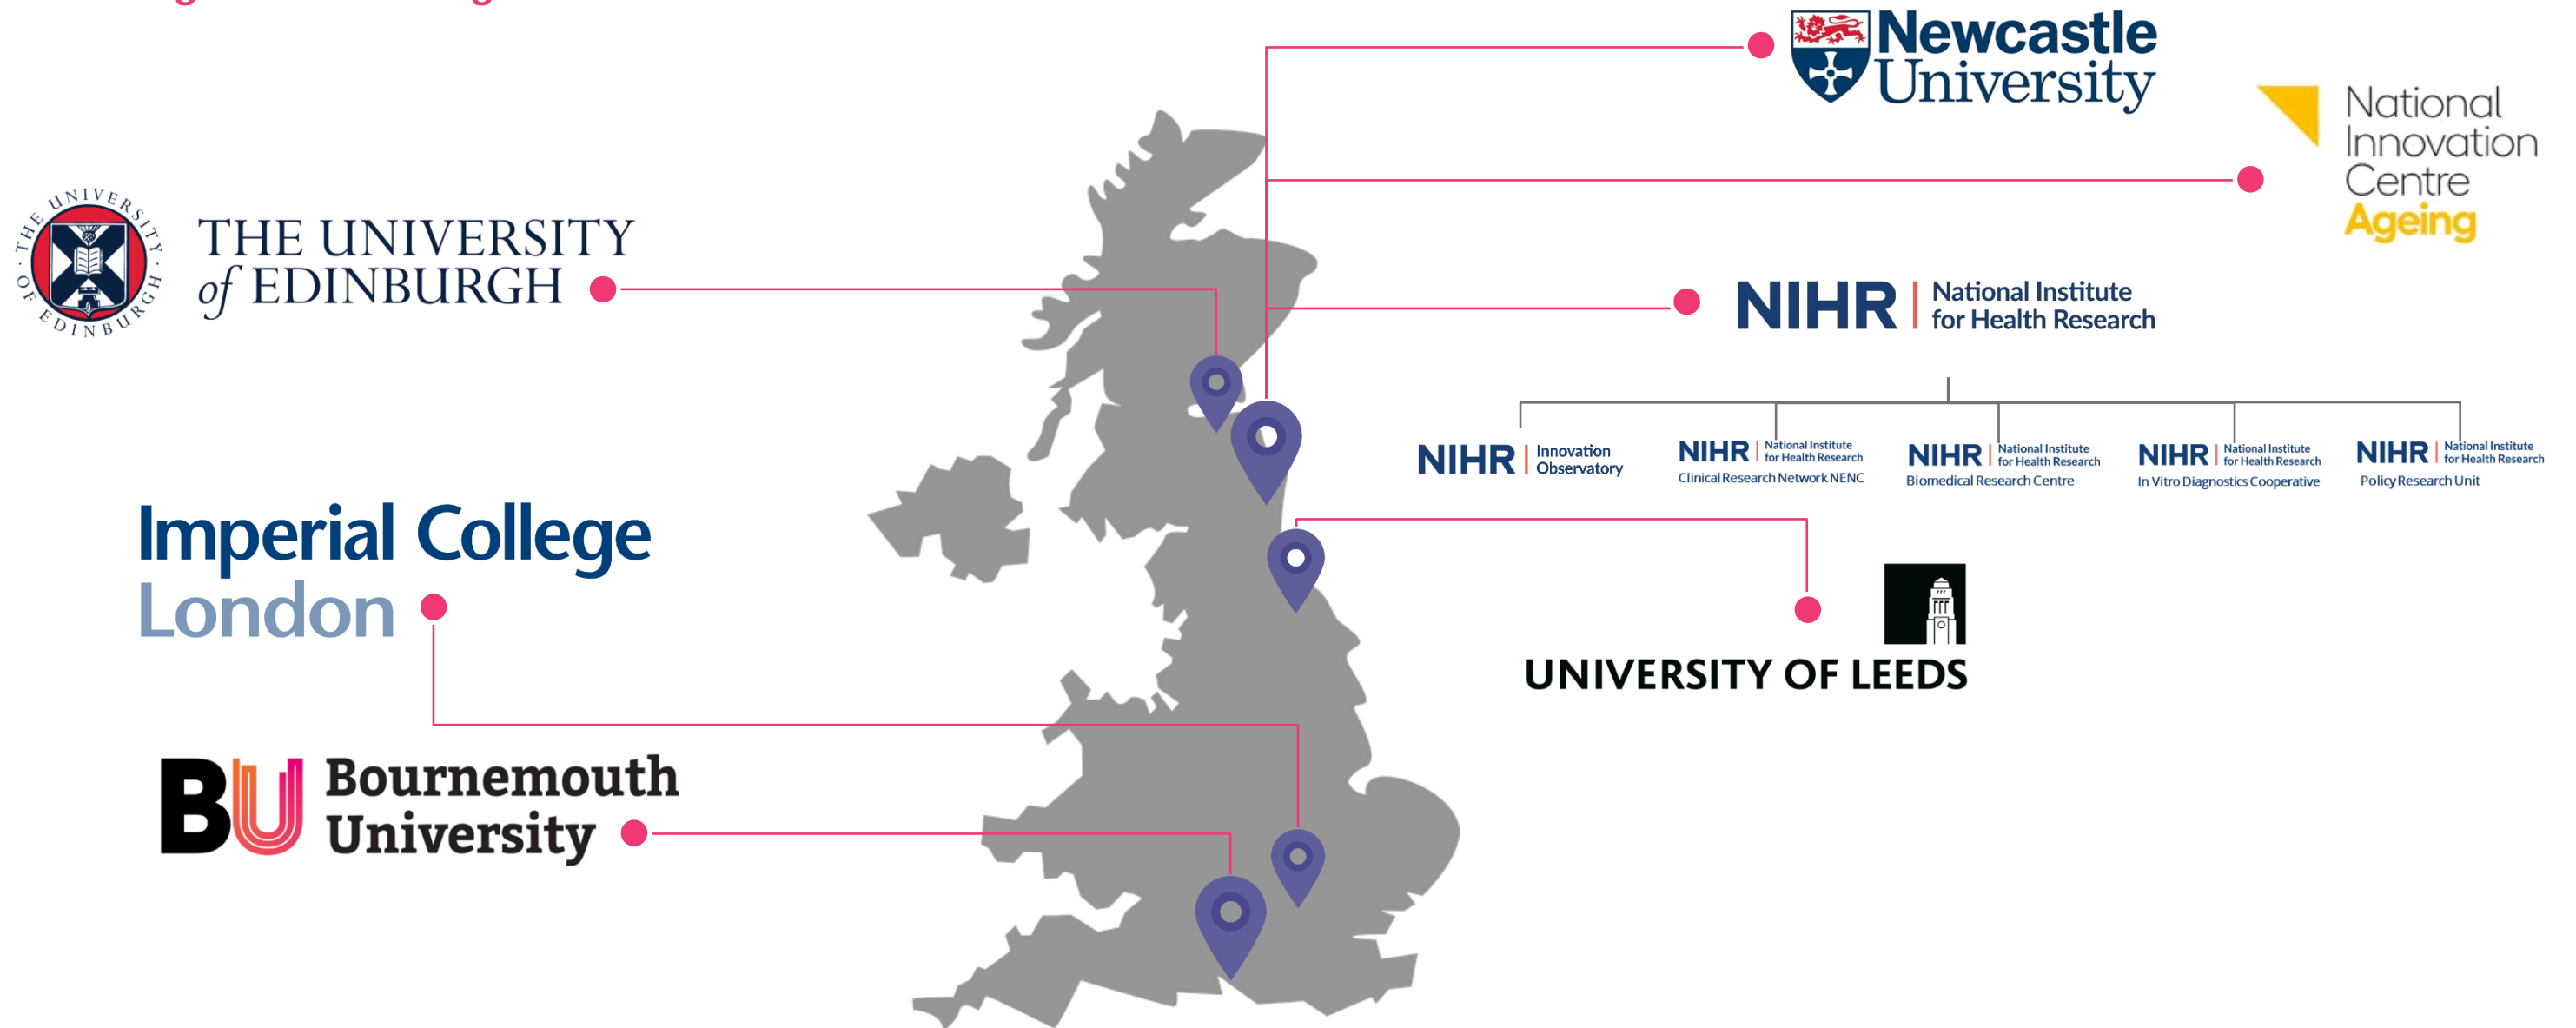 Newcastle
University
National
Innovation
Centre
Ageing
THE UNIVERSITY OF EDINBURGH
THE UNIVERSITY
of EDINBURGH
NIHR | National Institute
for Health Research
NIHR | Innovation
Observatory
NIHR | National Institute
for Health Research
Clinical Research Network NENC
NIHR | National Institute
for Health Research
Biomedical Research Centre
NIHR | National Institute
for Health Research
In Vitro Diagnostics Cooperative
NIHR | National Institute
for Health Research
Policy Research Unit
Imperial College
London
UNIVERSITY OF LEEDS
BU Bournemouth
University